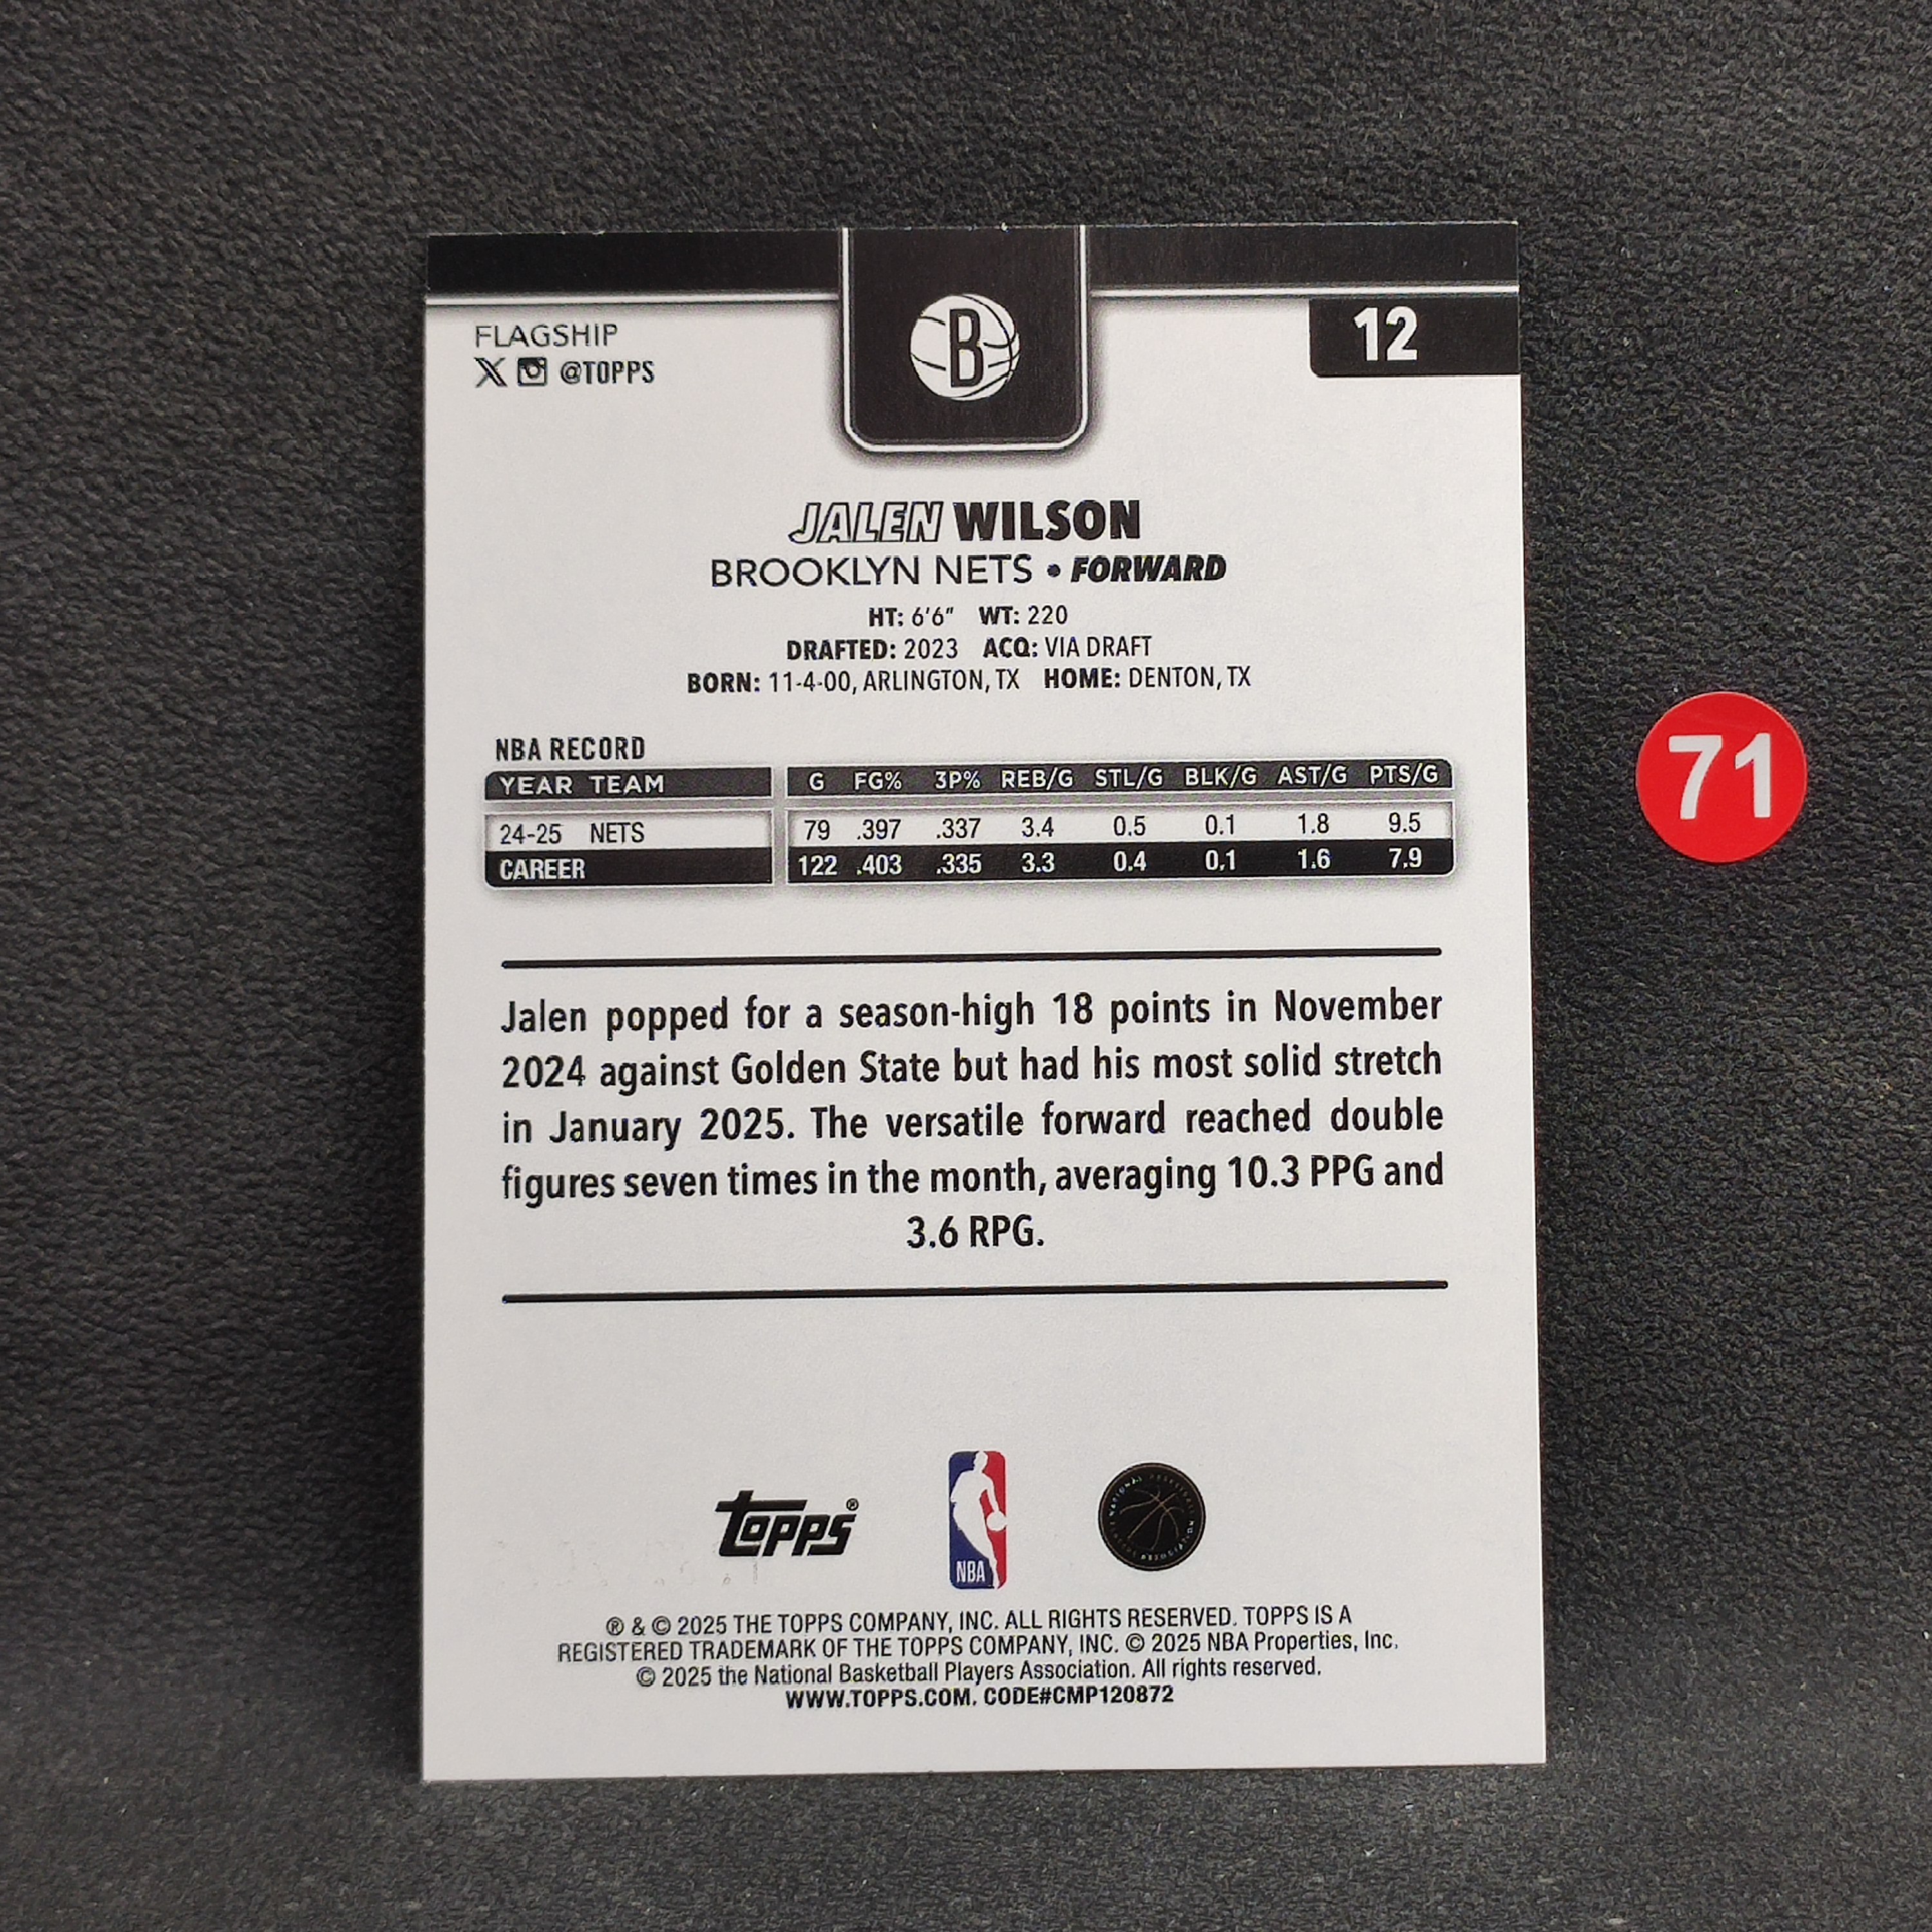 FLAGSHIP
X @TOPPS
B
12
JALEN WILSON
BROOKLYN NETS • FORWARD
HT: 6'6" WT: 220
DRAFTED: 2023 ACQ: VIA DRAFT
BORN: 11-4-00, ARLINGTON, TX HOME: DENTON, TX
NBA RECORD
YEAR TEAM G FG% 3P% REB/G STL/G BLK/G AST/G PTS/G
24-25 NETS 79 .397 .337 3.4 0.5 0.1 1.8 9.5
CAREER 122 .403 .335 3.3 0.4 0.1 1.6 7.9
71
Jalen popped for a season-high 18 points in November
2024 against Golden State but had his most solid stretch
in January 2025. The versatile forward reached double
figures seven times in the month, averaging 10.3 PPG and
3.6 RPG.
topps®
NBA
® & © 2025 THE TOPPS COMPANY, INC. ALL RIGHTS RESERVED. TOPPS IS A
REGISTERED TRADEMARK OF THE TOPPS COMPANY, INC. © 2025 NBA Properties, Inc.
© 2025 the National Basketball Players Association. All rights reserved.
WWW.TOPPS.COM. CODE#CMP120872